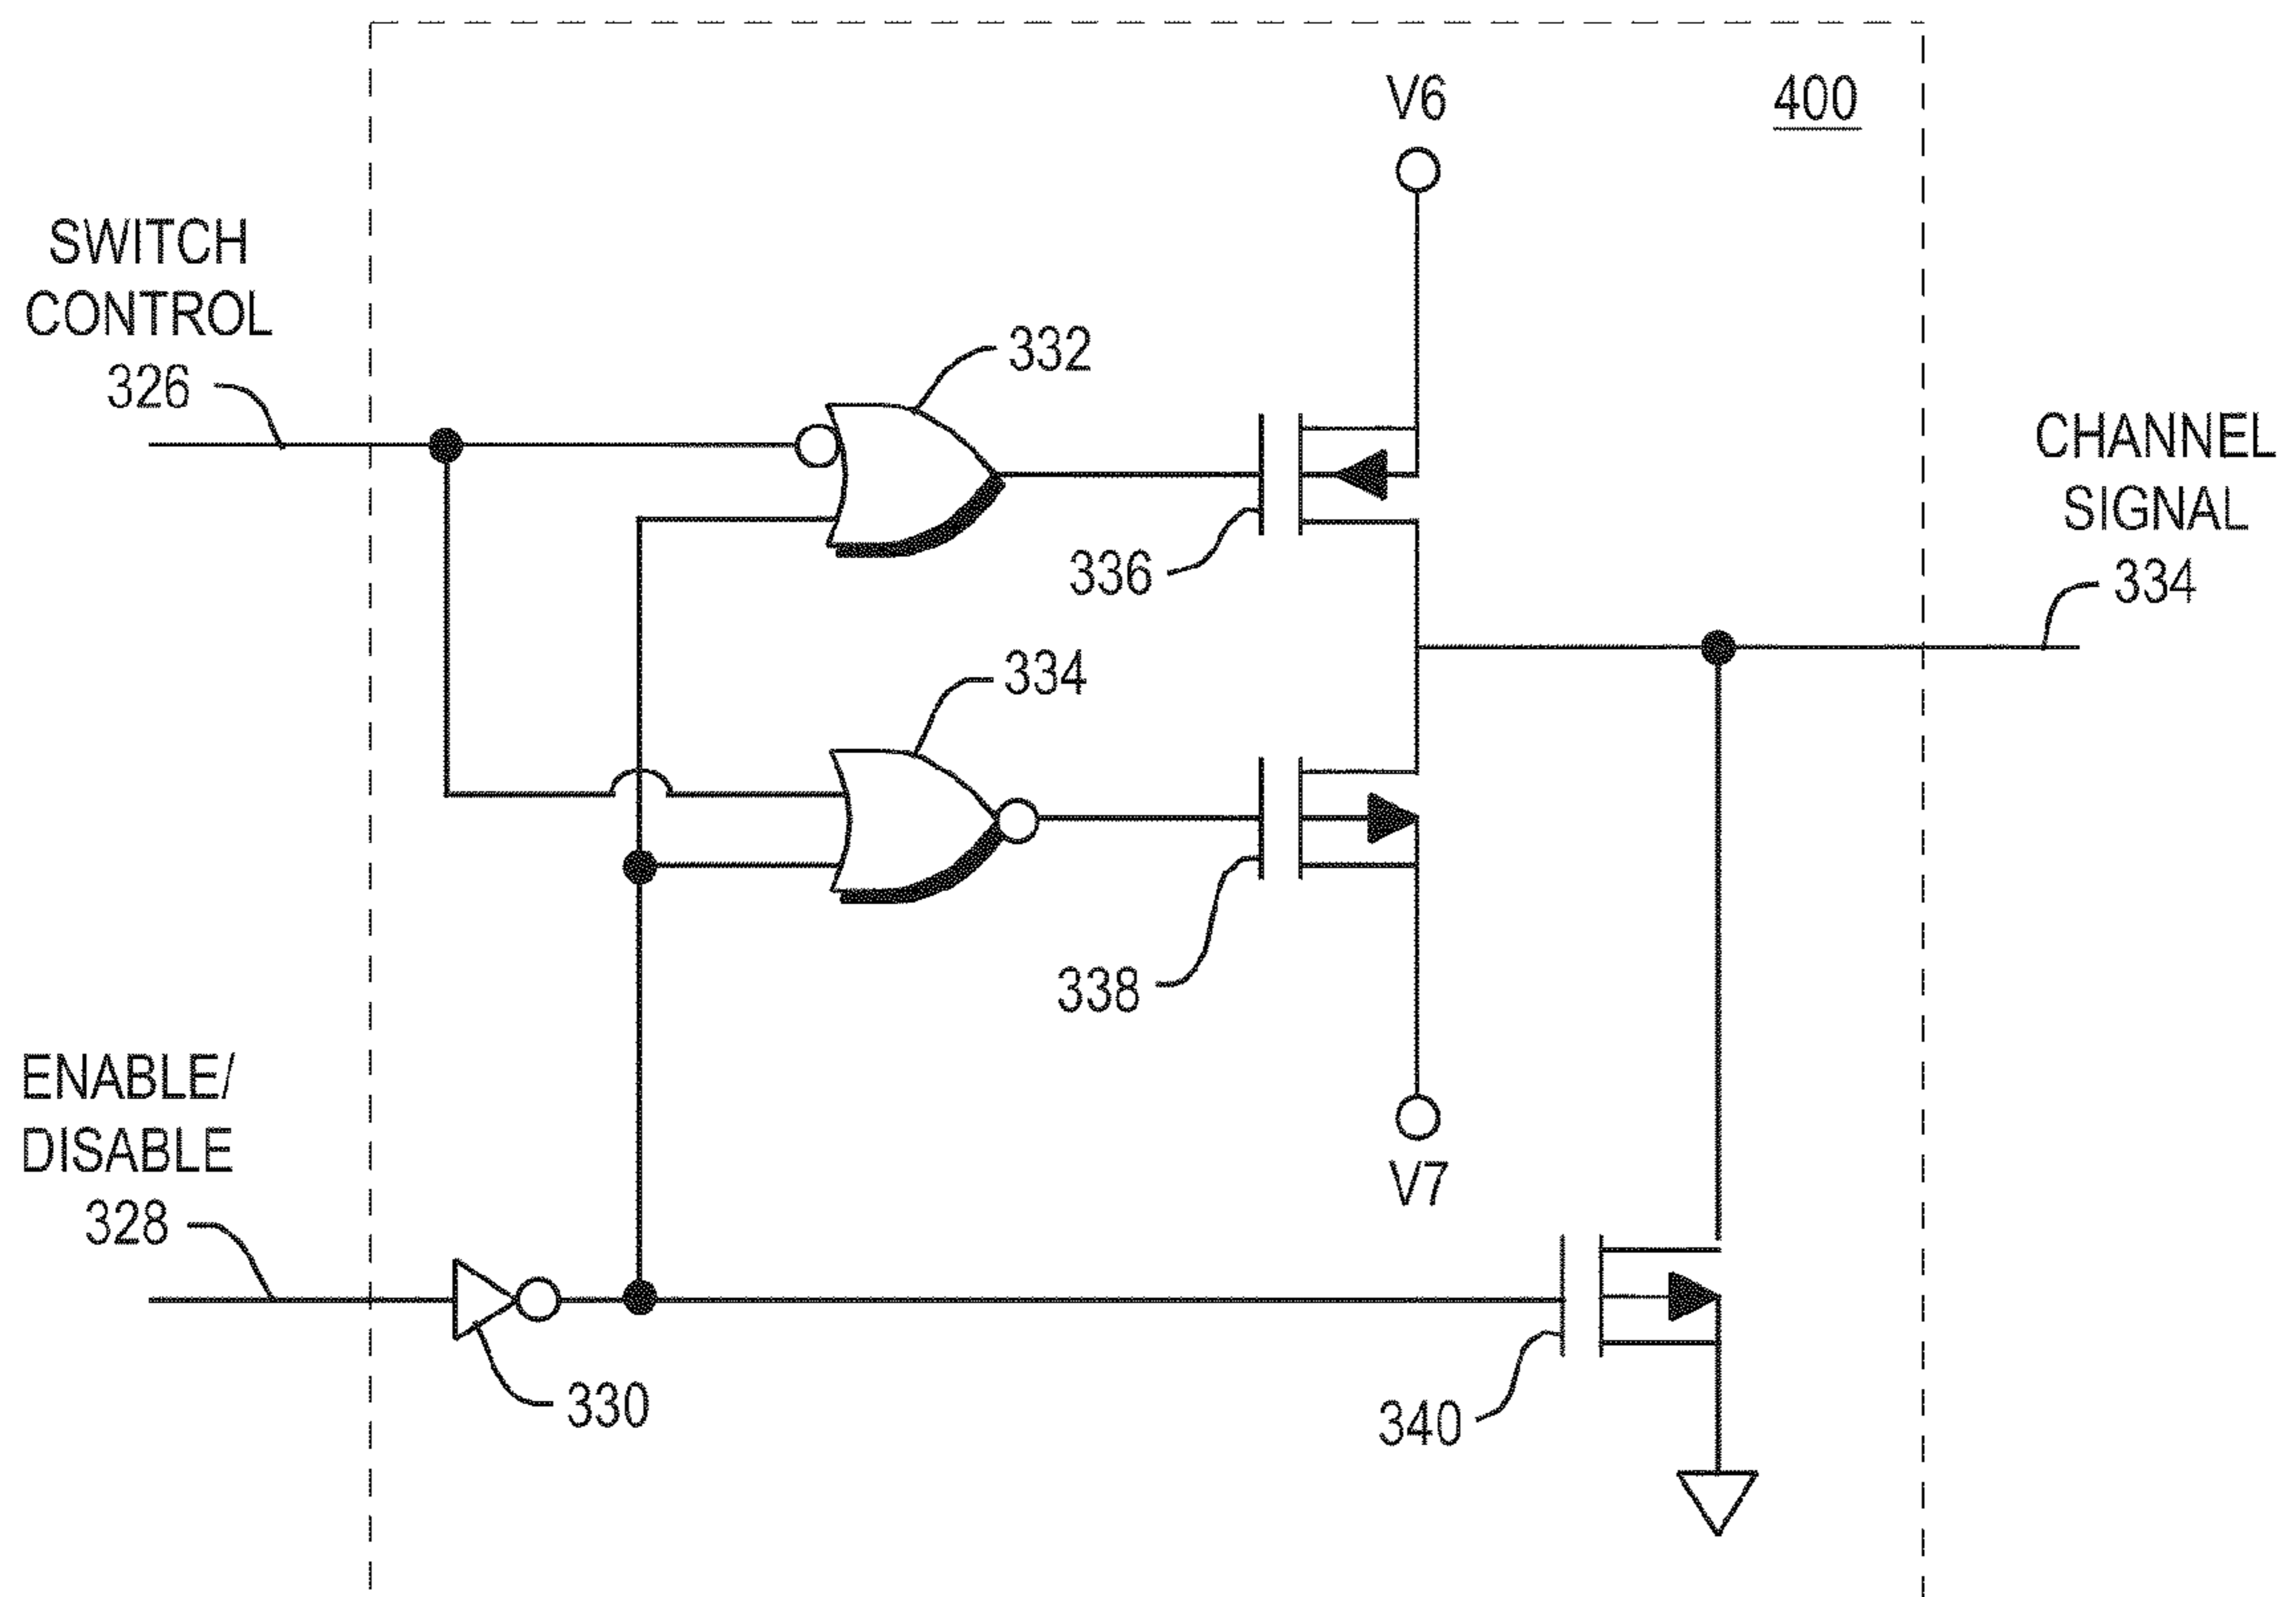 400
V6
SWITCH
CONTROL
326
332
336
CHANNEL
SIGNAL
334
334
338
ENABLE/
DISABLE
328
V7
330
340